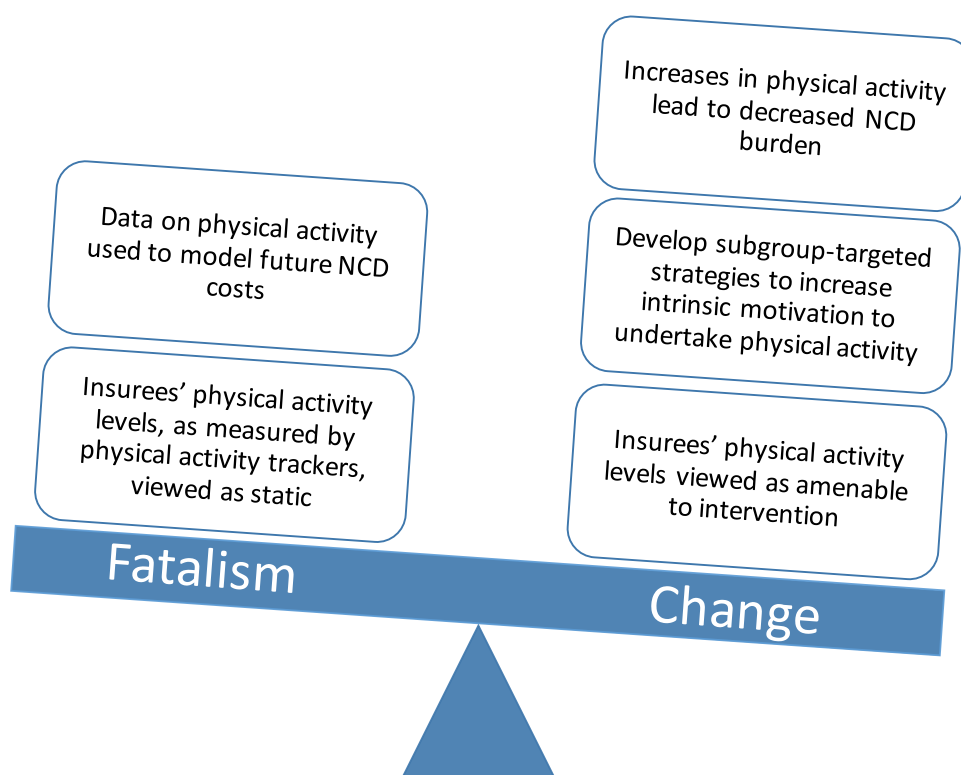 Data on physical activity
used to model future NCD
costs
Insurees’ physical activity
levels, as measured by
physical activity trackers,
viewed as static
Fatalism
Increases in physical activity
lead to decreased NCD
burden
Develop subgroup-targeted
strategies to increase
intrinsic motivation to
undertake physical activity
Insurees’ physical activity
levels viewed as amenable
to intervention
Change